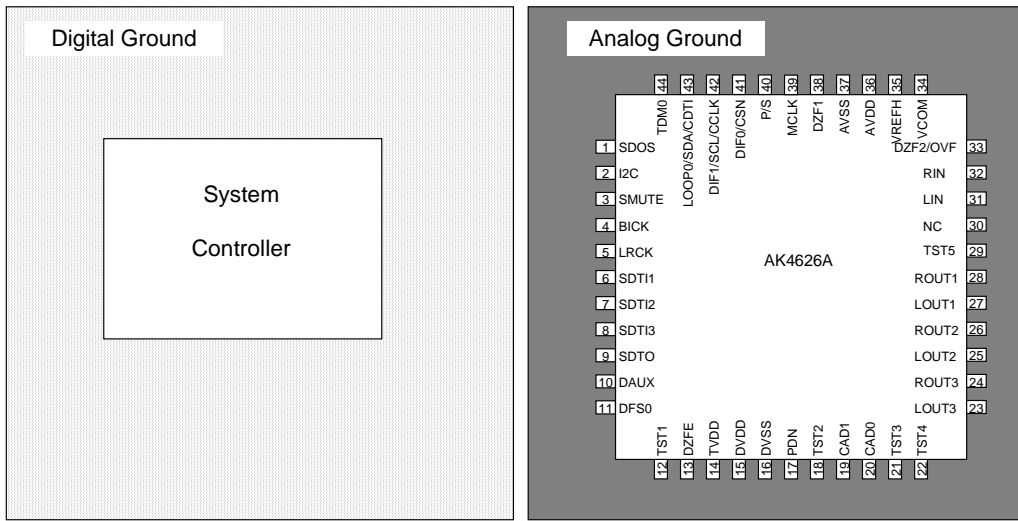 Digital Ground
System
Controller
Analog Ground
44 43 42 41 40 39 38 37 36 35 34
TDM0
LOOP0/SDA/CDTI
DIF1/SCL/CCLK
DIF0/CSN
P/S
MCLK
DZF1
AVSS
AVDD
VREFH
VCOM
1 SDOS
2 I2C
3 SMUTE
4 BICK
5 LRCK
6 SDTI1
7 SDTI2
8 SDTI3
9 SDTO
10 DAUX
11 DFS0
AK4626A
DZF2/OVF 33
RIN 32
LIN 31
NC 30
TST5 29
ROUT1 28
LOUT1 27
ROUT2 26
LOUT2 25
ROUT3 24
LOUT3 23
TST1
DZFE
TVDD
DVDD
DVSS
PDN
TST2
CAD1
CAD0
TST3
TST4
12 13 14 15 16 17 18 19 20 21 22